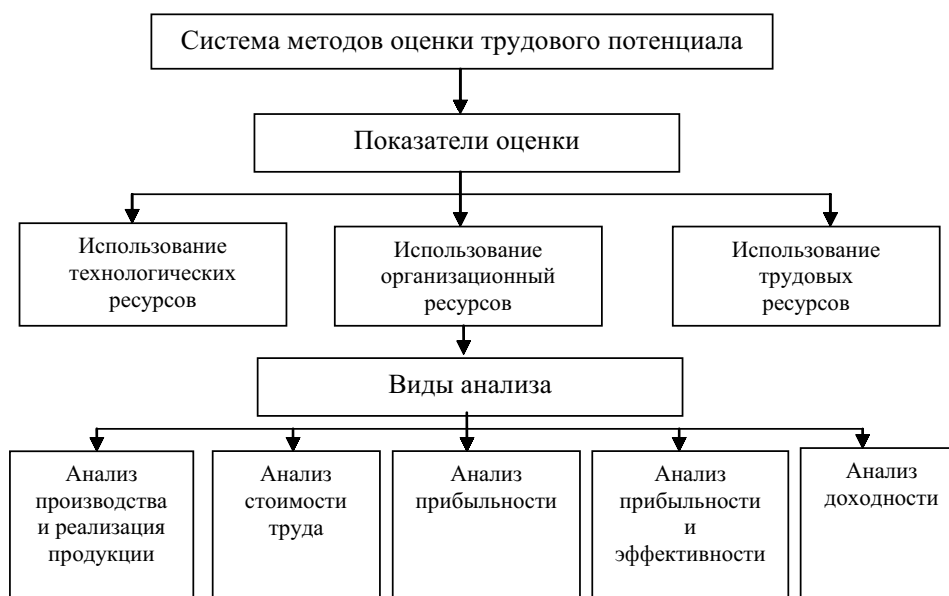 Система методов оценки трудового потенциала
Показатели оценки
Использование
технологических
ресурсов
Использование
организационный
ресурсов
Использование
трудовых
ресурсов
Виды анализа
Анализ
производства
и реализация
продукции
Анализ
стоимости
труда
Анализ
прибыльности
Анализ
прибыльности
и
эффективности
Анализ
доходности